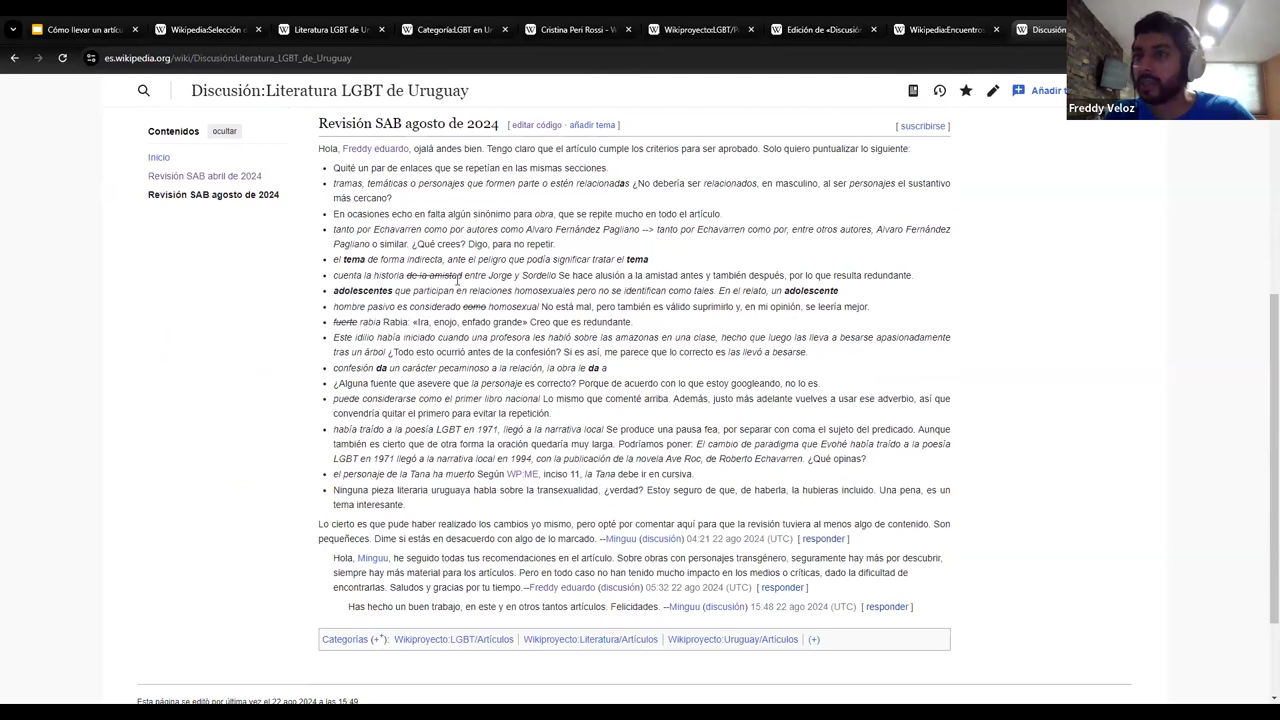 Cómo llevar un artícu
Wikipedia:Selección
Literatura LGBT de Ur
Categoría:LGBT en Ur
Cristina Peri Rossi - W
Wikiproyecto:LGBT/P
Edición de «Discusión
Wikipedia:Encuentros
Discusión
es.wikipedia.org/wiki/Discusión:Literatura_LGBT_de_Uruguay
Discusión:Literatura LGBT de Uruguay
Añadir t
Freddy Veloz
Contenidos ocultar
Inicio
Revisión SAB abril de 2024
Revisión SAB agosto de 2024
Revisión SAB agosto de 2024 [ editar código · añadir tema ]
[ suscribirse ]
Hola, Freddy eduardo, ojalá andes bien. Tengo claro que el artículo cumple los criterios para ser aprobado. Solo quiero puntualizar lo siguiente:
Quité un par de enlaces que se repetían en las mismas secciones.
tramas, temáticas o personajes que formen parte o estén relacionadas ¿No debería ser relacionados, en masculino, al ser personajes el sustantivo
más cercano?
En ocasiones echo en falta algún sinónimo para obra, que se repite mucho en todo el artículo.
tanto por Echavarren como por autores como Alvaro Fernández Pagliano --> tanto por Echavarren como por, entre otros autores, Alvaro Fernández
Pagliano o similar. ¿Qué crees? Digo, para no repetir.
el tema de forma indirecta, ante el peligro que podía significar tratar el tema
cuenta la historia de la amistad entre Jorge y Sordello Se hace alusión a la amistad antes y también después, por lo que resulta redundante.
adolescentes que participan en relaciones homosexuales pero no se identifican como tales. En el relato, un adolescente
hombre pasivo es considerado como homosexual No está mal, pero también es válido suprimirlo y, en mi opinión, se leería mejor.
fuerte rabia Rabia: «Ira, enojo, enfado grande» Creo que es redundante.
Este idilio había iniciado cuando una profesora les habló sobre las amazonas en una clase, hecho que luego las lleva a besarse apasionadamente
tras un árbol ¿Todo esto ocurrió antes de la confesión? Si es así, me parece que lo correcto es las llevó a besarse.
confesión da un carácter pecaminoso a la relación, la obra le da a
¿Alguna fuente que asevere que la personaje es correcto? Porque de acuerdo con lo que estoy googleando, no lo es.
puede considerarse como el primer libro nacional Lo mismo que comenté arriba. Además, justo más adelante vuelves a usar ese adverbio, así que
convendría quitar el primero para evitar la repetición.
había traído a la poesía LGBT en 1971, llegó a la narrativa local Se produce una pausa fea, por separar con coma el sujeto del predicado. Aunque
también es cierto que de otra forma la oración quedaría muy larga. Podríamos poner: El cambio de paradigma que Evohé había traído a la poesía
LGBT en 1971 llegó a la narrativa local en 1994, con la publicación de la novela Ave Roc, de Roberto Echavarren. ¿Qué opinas?
el personaje de la Tana ha muerto Según WP:ME, inciso 11, la Tana debe ir en cursiva.
Ninguna pieza literaria uruguaya habla sobre la transexualidad, ¿verdad? Estoy seguro de que, de haberla, la hubieras incluido. Una pena, es un
tema interesante.
Lo cierto es que pude haber realizado los cambios yo mismo, pero opté por comentar aquí para que la revisión tuviera al menos algo de contenido. Son
pequeñeces. Dime si estás en desacuerdo con algo de lo marcado. --Minguu (discusión) 04:21 22 ago 2024 (UTC) [ responder ]
Hola, Minguu, he seguido todas tus recomendaciones en el artículo. Sobre obras con personajes transgénero, seguramente hay más por descubrir,
siempre hay más material para los artículos. Pero en todo caso no han tenido mucho impacto en los medios o críticas, dado la dificultad de
encontrarlas. Saludos y gracias por tu tiempo.--Freddy eduardo (discusión) 05:32 22 ago 2024 (UTC) [ responder ]
Has hecho un buen trabajo, en este y en otros tantos artículos. Felicidades. --Minguu (discusión) 15:48 22 ago 2024 (UTC) [ responder ]
Categorías (++): Wikiproyecto:LGBT/Artículos | Wikiproyecto:Literatura/Artículos | Wikiproyecto:Uruguay/Artículos | (+)
Esta página se editó por última vez el 22 ago 2024 a las 15:49.